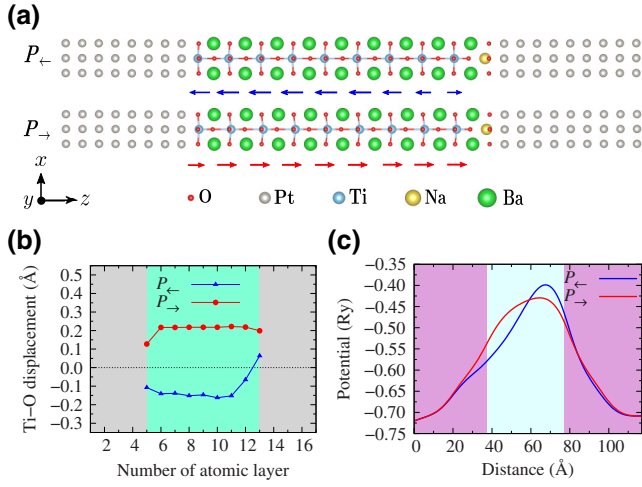 (a)
P←
P→
x
y
z
O
Pt
Ti
Na
Ba
(b)
P←
P→
Ti−O displacement (Å)
0.5
0.4
0.3
0.2
0.1
0.0
−0.1
−0.2
−0.3
2 4 6 8 10 12 14 16
Number of atomic layer
(c)
P←
P→
Potential (Ry)
−0.35
−0.40
−0.45
−0.50
−0.55
−0.60
−0.65
−0.70
−0.75
0 20 40 60 80 100
Distance (Å)